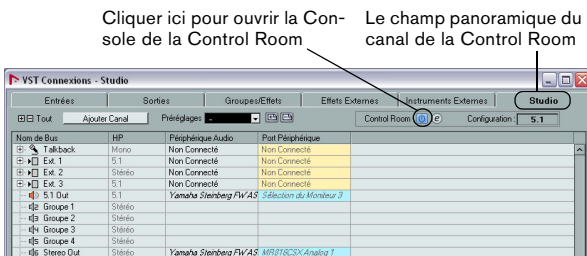 Cliquer ici pour ouvrir la Con-
sole de la Control Room
Le champ panoramique du
canal de la Control Room
VST Connexions - Studio
Entrées Sorties Groupes/Effets Effets Externes Instruments Externes Studio
Tout Ajouter Canal Préréglages - Control Room e Configuration : 5.1
Nom de Bus HP Périphérique Audio Port Périphérique
Talkback Mono Non Connecté Non Connecté
Ext. 1 5.1 Non Connecté Non Connecté
Ext. 2 Stéréo Non Connecté Non Connecté
Ext. 3 5.1 Non Connecté Non Connecté
5.1 Out 5.1 Yamaha Steinberg FW AS Sélection du Moniteur 3
Groupe 1 Stéréo
Groupe 2 Stéréo
Groupe 3 Stéréo
Groupe 4 Stéréo
Stereo Out Stéréo Yamaha Steinberg FW AS MR816CSX Analog 1